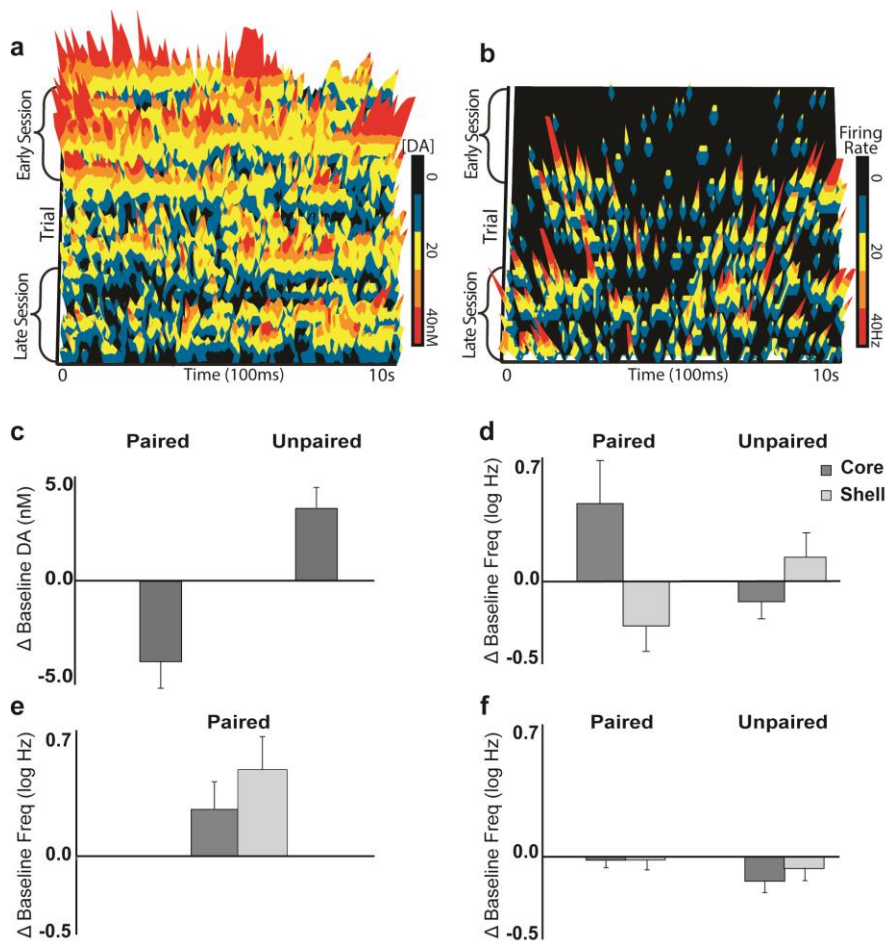 a
Early Session
Trial
Late Session
[DA]
0
20
40nM
0
Time (100ms)
10s
b
Early Session
Trial
Late Session
Firing
Rate
0
20
40Hz
0
Time (100ms)
10s
c
Paired
Unpaired
Δ Baseline DA (nM)
5.0
0.0
-5.0
d
Paired
Unpaired
Δ Baseline Freq (log Hz)
0.7
0.0
-0.5
Core
Shell
e
Paired
Δ Baseline Freq (log Hz)
0.7
0.0
-0.5
f
Paired
Unpaired
Δ Baseline Freq (log Hz)
0.7
0.0
-0.5